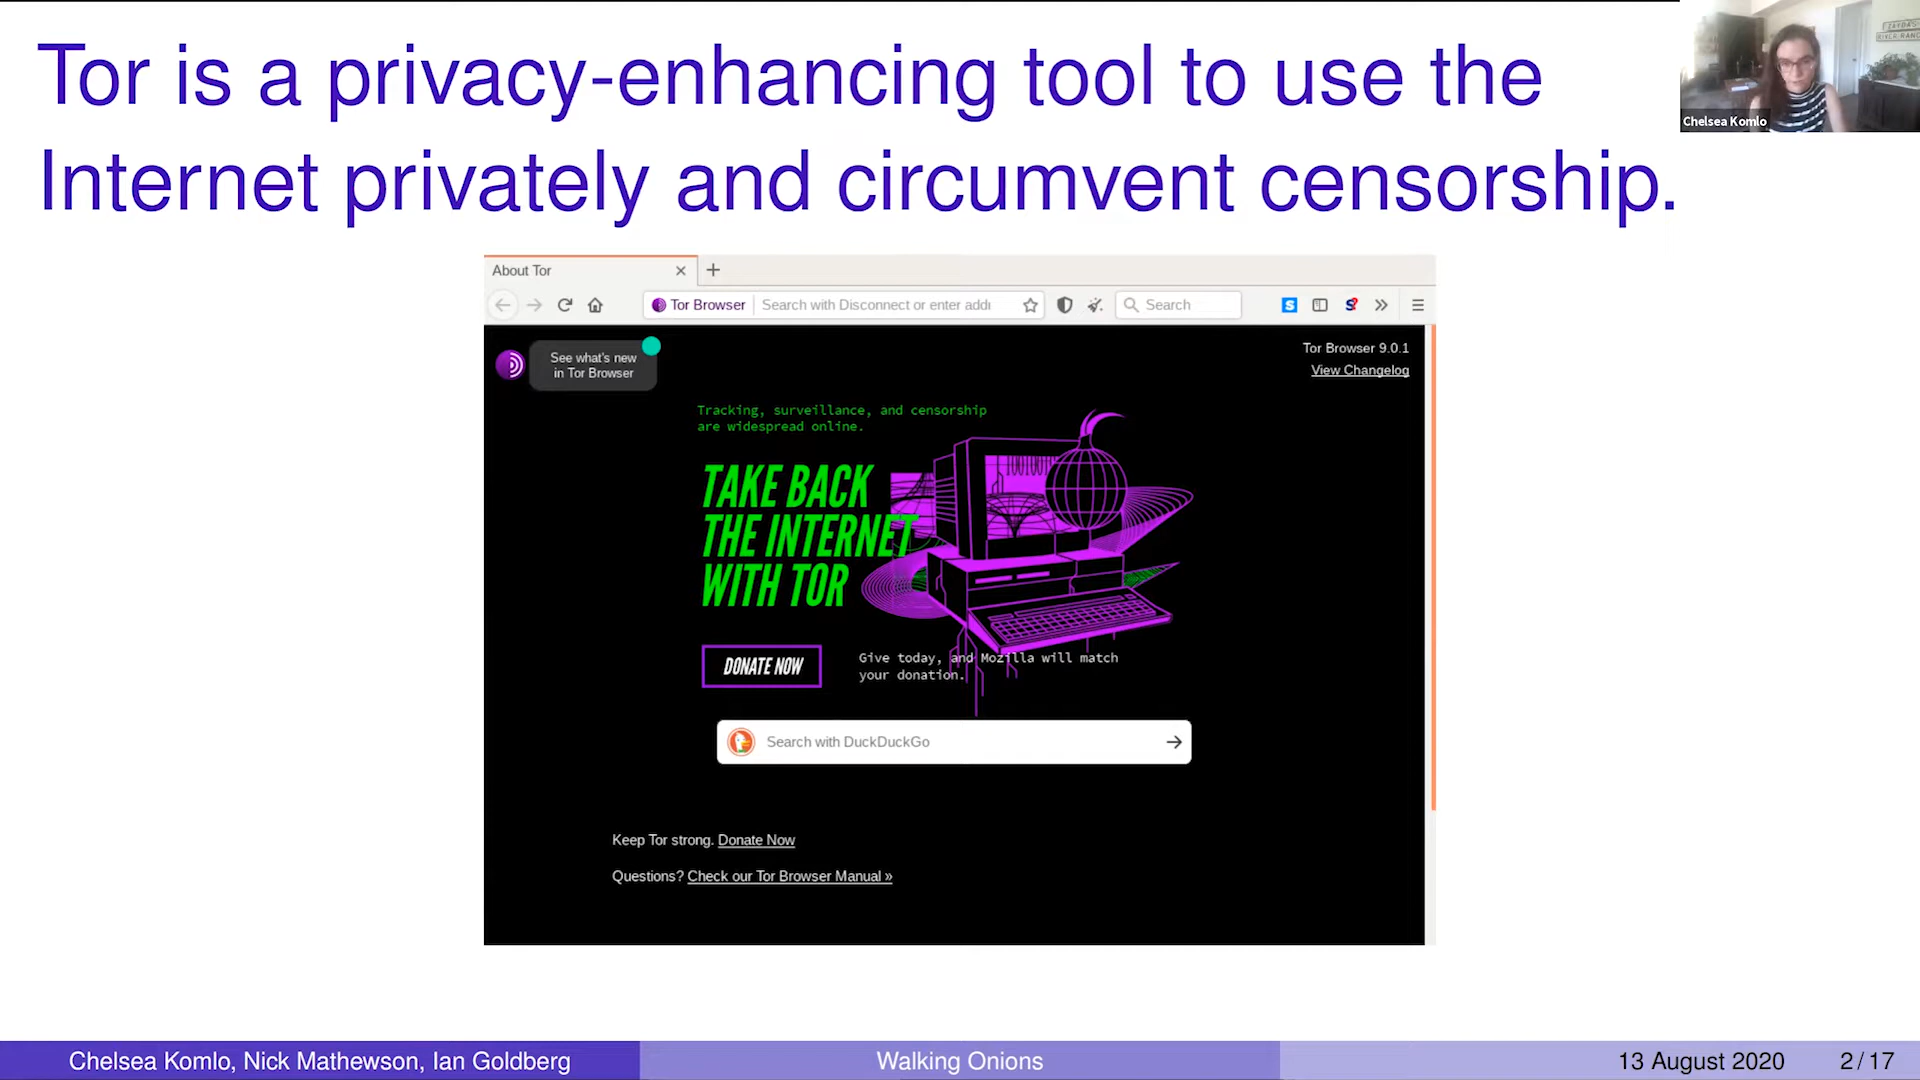 Tor is a privacy-enhancing tool to use the
Internet privately and circumvent censorship.
Chelsea Komlo
About Tor
Tor Browser
Search with Disconnect or enter addr
Search
See what's new
in Tor Browser
Tor Browser 9.0.1
View Changelog
Tracking, surveillance, and censorship
are widespread online.
TAKE BACK
THE INTERNET
WITH TOR
DONATE NOW
Give today, and Mozilla will match
your donation.
Search with DuckDuckGo
Keep Tor strong. Donate Now
Questions? Check our Tor Browser Manual »
Chelsea Komlo, Nick Mathewson, Ian Goldberg
Walking Onions
13 August 2020
2 / 17